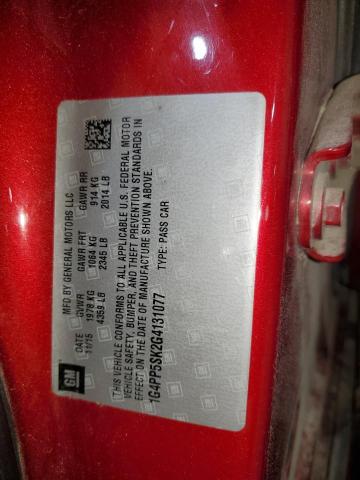 GM
MFD BY GENERAL MOTORS LLC
DATE GVWR GAWR FRT GAWR RR
11/15 1978 KG 1064 KG 914 KG
4359 LB 2345 LB 2014 LB
THIS VEHICLE CONFORMS TO ALL APPLICABLE U.S. FEDERAL MOTOR
VEHICLE SAFETY, BUMPER, AND THEFT PREVENTION STANDARDS IN
EFFECT ON THE DATE OF MANUFACTURE SHOWN ABOVE.
1G4PP5SK2G4131077 TYPE: PASS CAR